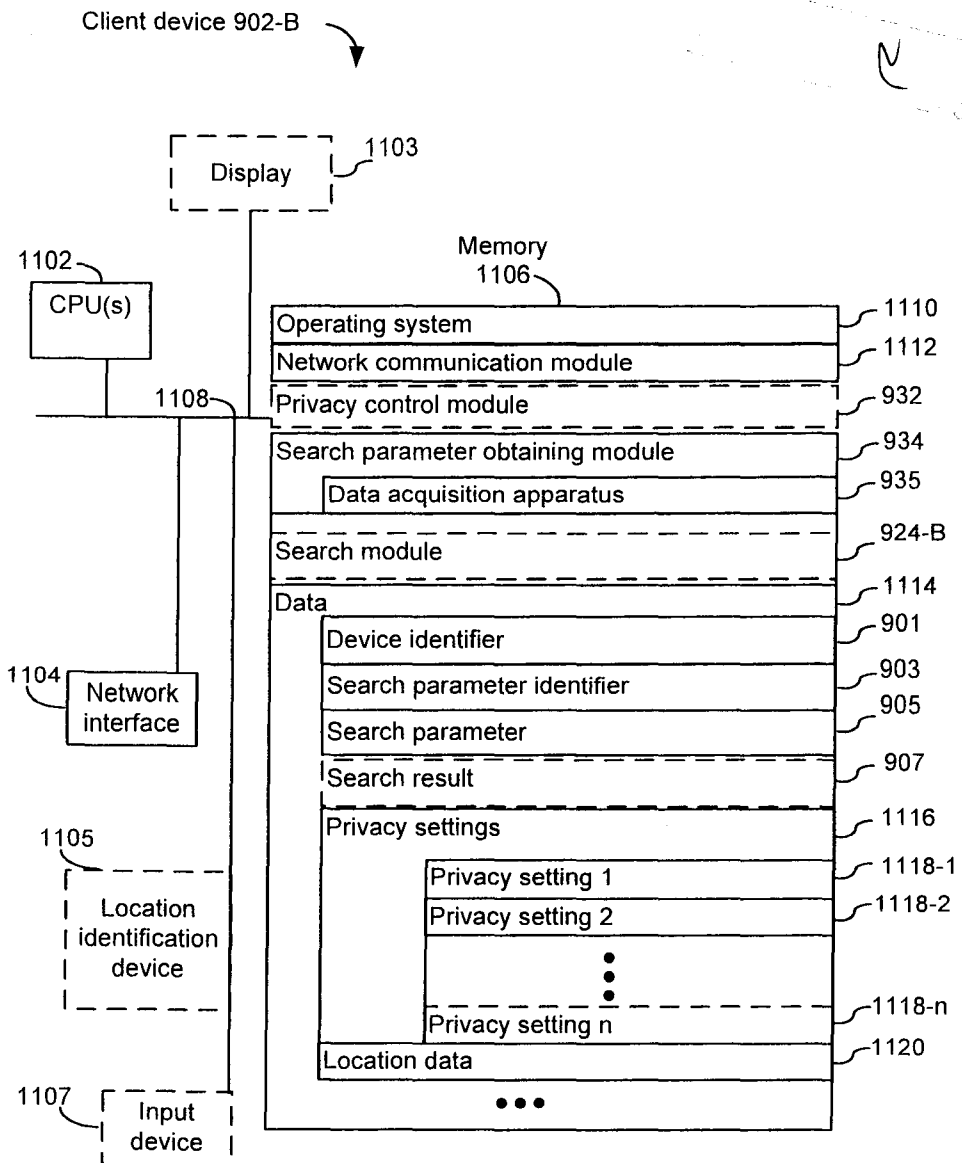 Client device 902-B
Display
1103
1102
CPU(s)
Memory
1106
Operating system
1110
Network communication module
1112
1108
Privacy control module
932
Search parameter obtaining module
934
Data acquisition apparatus
935
Search module
924-B
Data
1114
Device identifier
901
Search parameter identifier
903
Search parameter
905
Search result
907
1104
Network
interface
Privacy settings
1116
Privacy setting 1
1118-1
Privacy setting 2
1118-2
1105
Location
identification
device
Privacy setting n
1118-n
Location data
1120
1107
Input
device